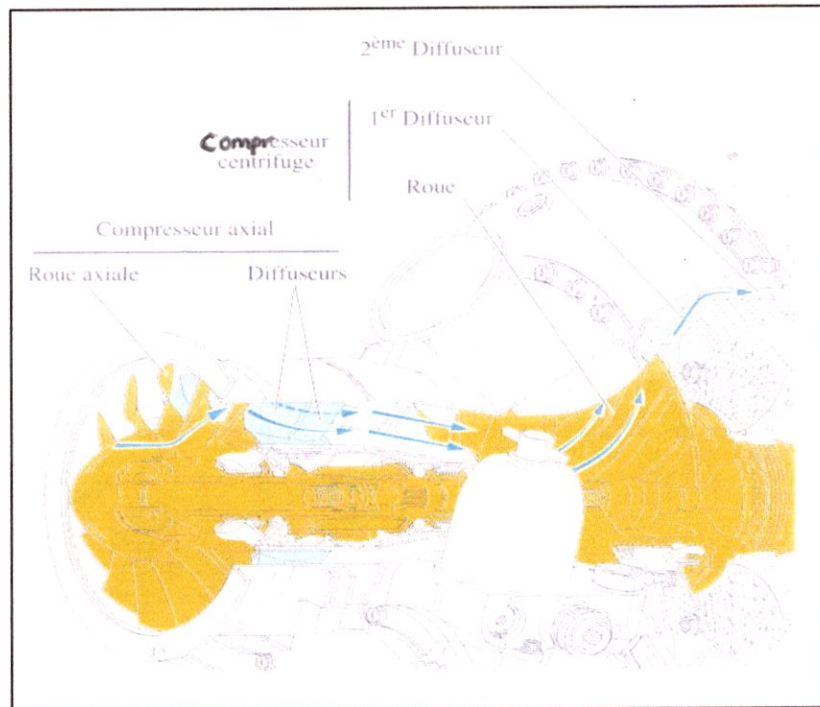 2ème Diffuseur
1er Diffuseur
Compresseur
centrifuge
Roue
Compresseur axial
Roue axiale
Diffuseurs